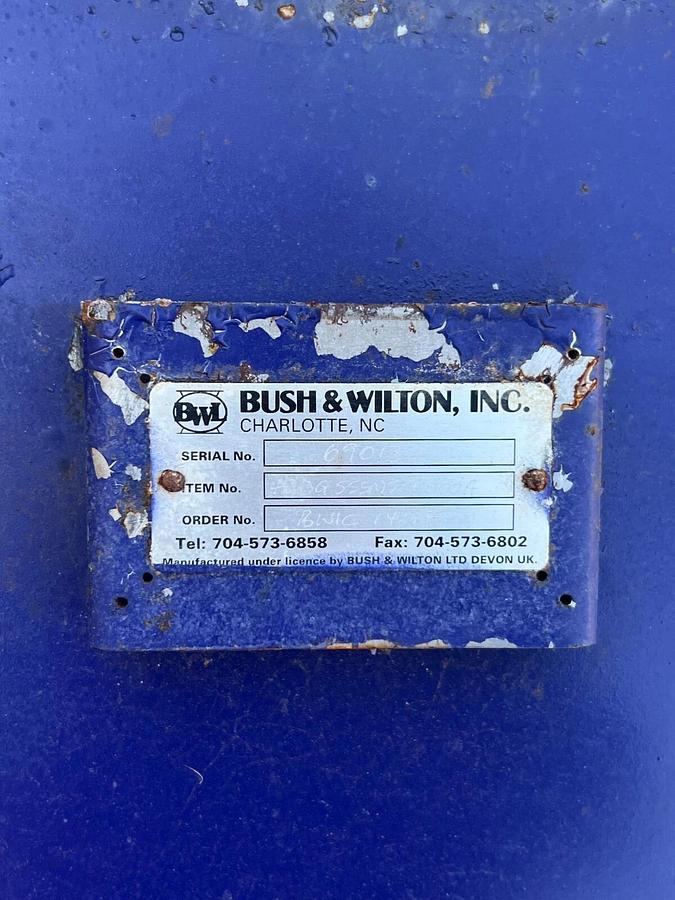 BWL
BUSH & WILTON, INC.
CHARLOTTE, NC
SERIAL No.
ITEM No.
ORDER No.
Tel: 704-573-6858 Fax: 704-573-6802
Manufactured under licence by BUSH & WILTON LTD DEVON UK.